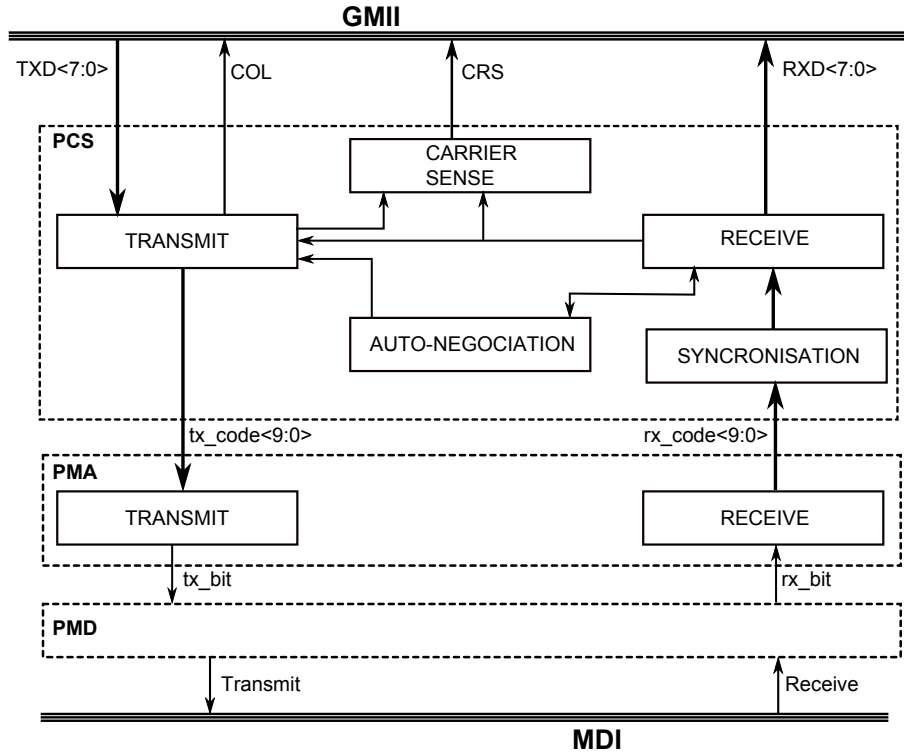 GMII
TXD<7:0>
COL
CRS
RXD<7:0>
PCS
CARRIER
SENSE
TRANSMIT
RECEIVE
AUTO-NEGOCIATION
SYNCRONISATION
tx_code<9:0>
rx_code<9:0>
PMA
TRANSMIT
RECEIVE
tx_bit
rx_bit
PMD
Transmit
Receive
MDI